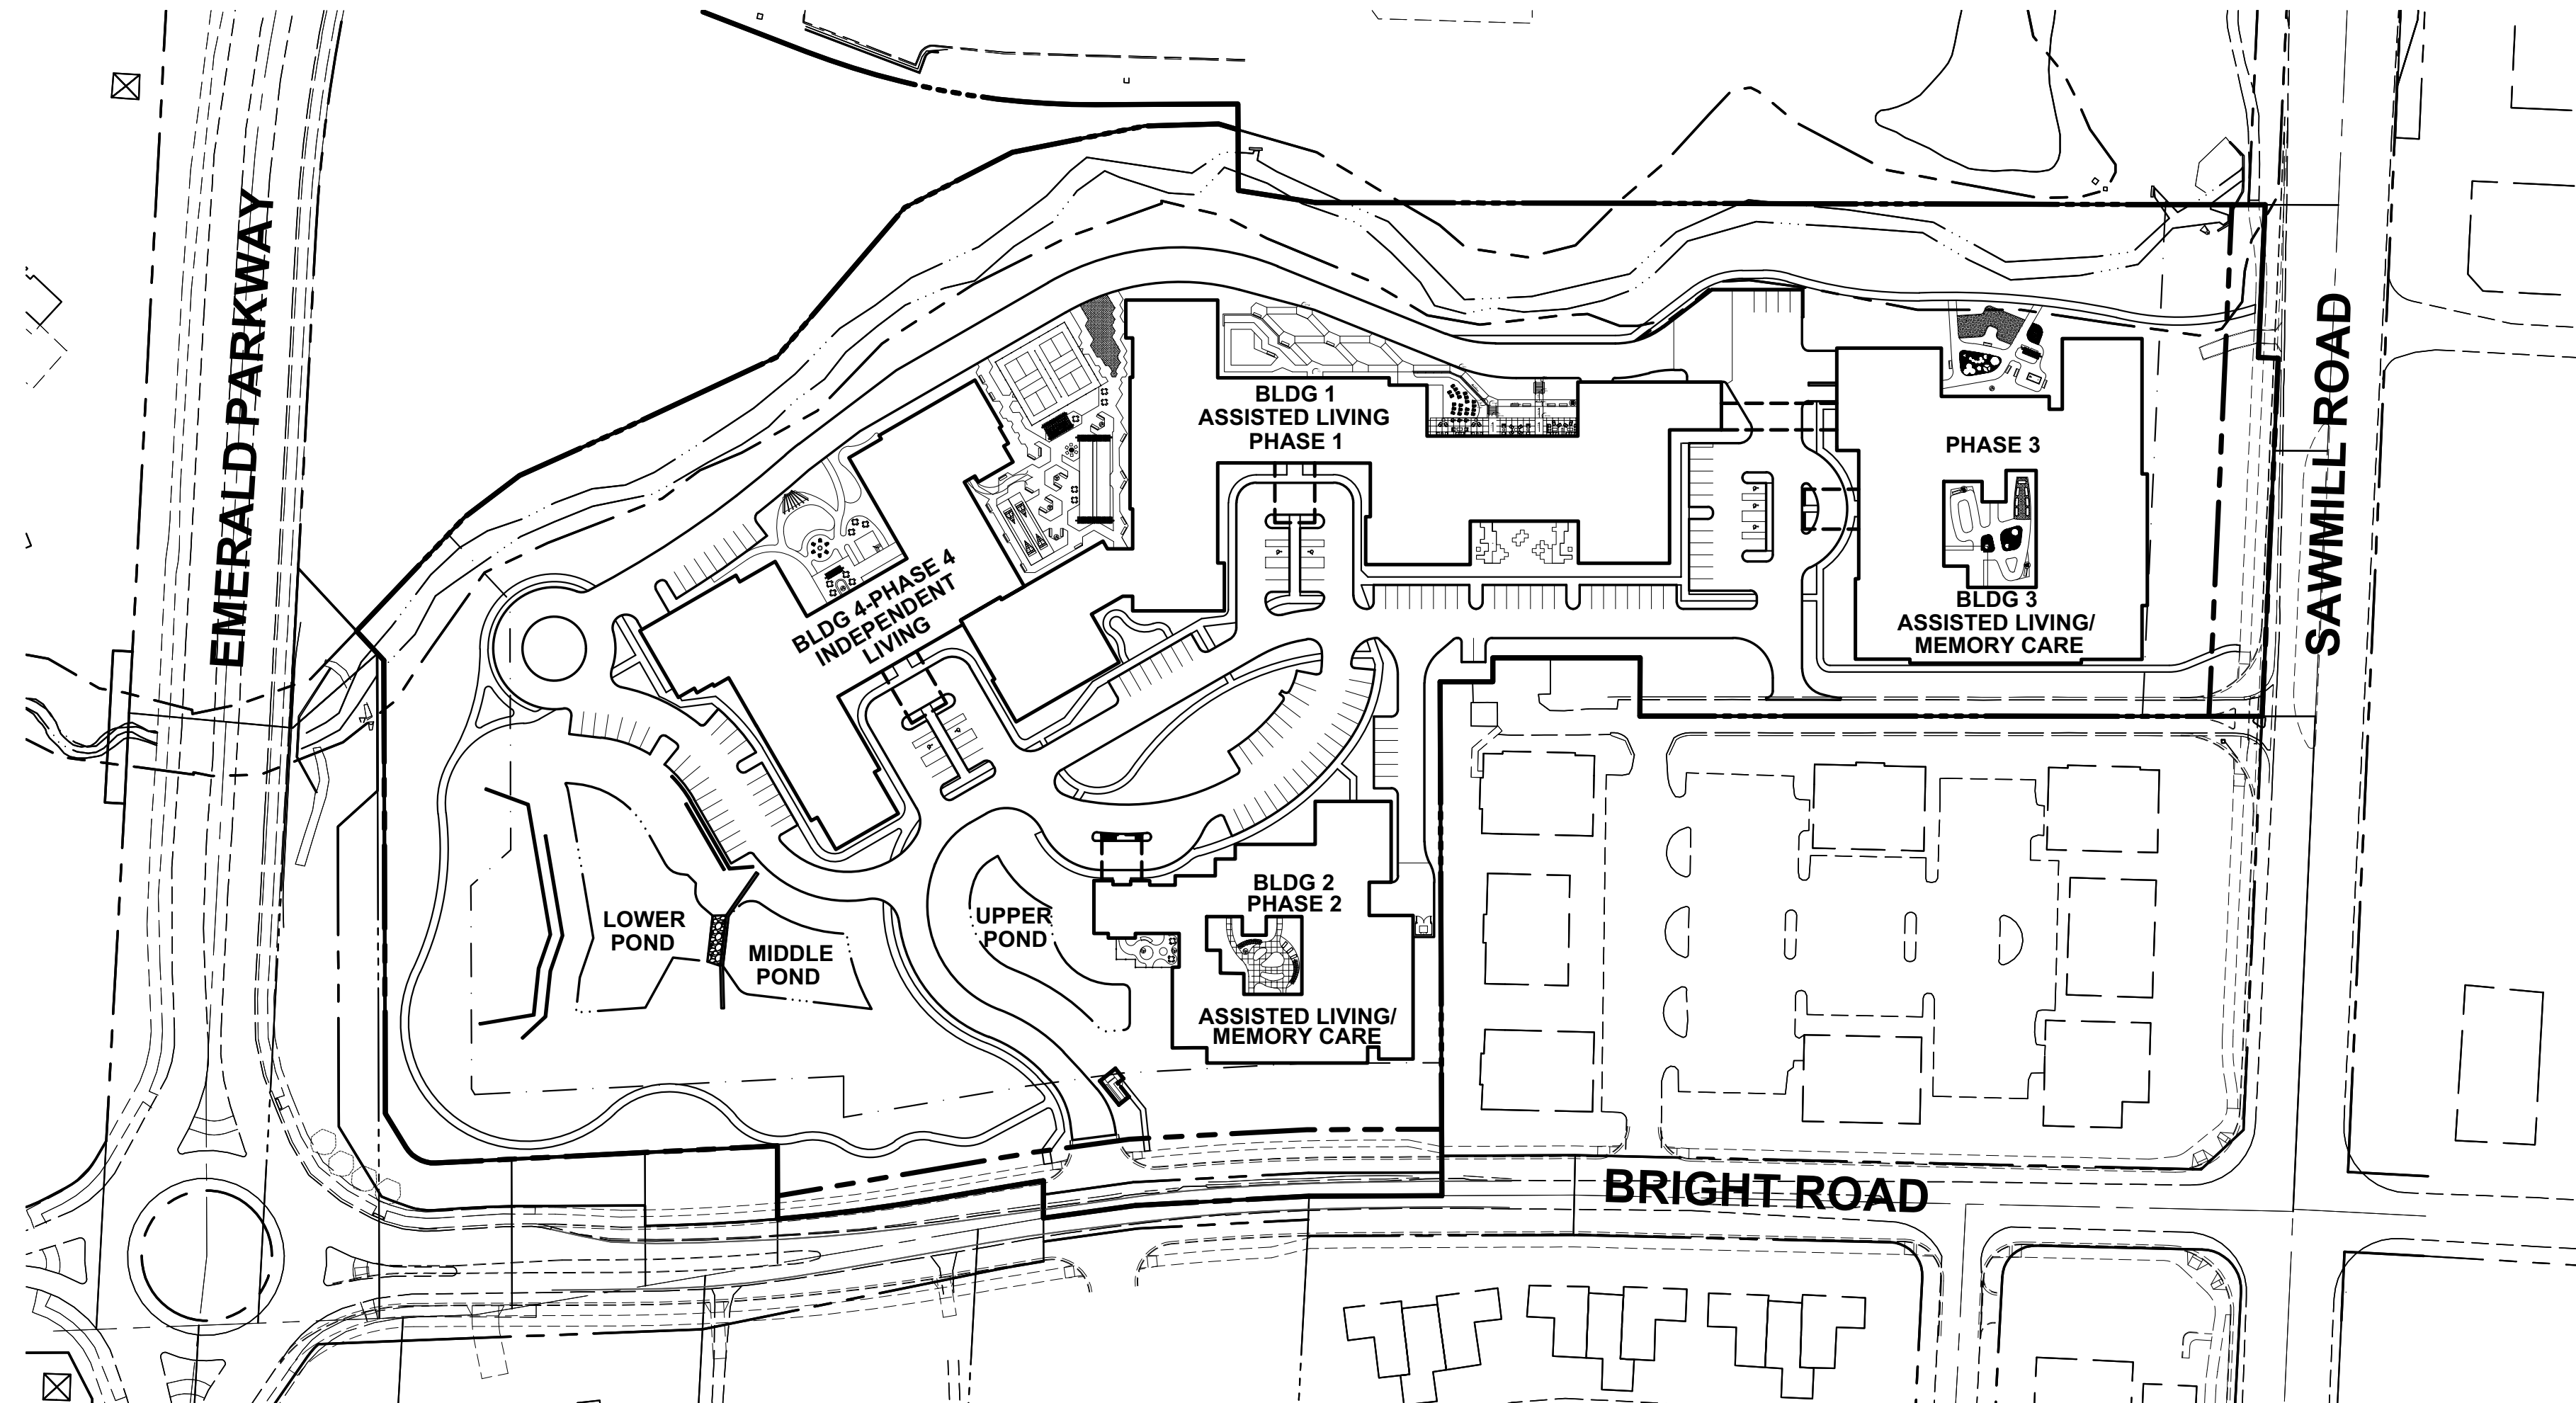 EMERALD PARKWAY
BLDG 4-PHASE 4
INDEPENDENT
LIVING
BLDG 1
ASSISTED LIVING
PHASE 1
PHASE 3
BLDG 3
ASSISTED LIVING/
MEMORY CARE
SAWMILL ROAD
LOWER
POND
MIDDLE
POND
UPPER
POND
BLDG 2
PHASE 2
ASSISTED LIVING/
MEMORY CARE
BRIGHT ROAD